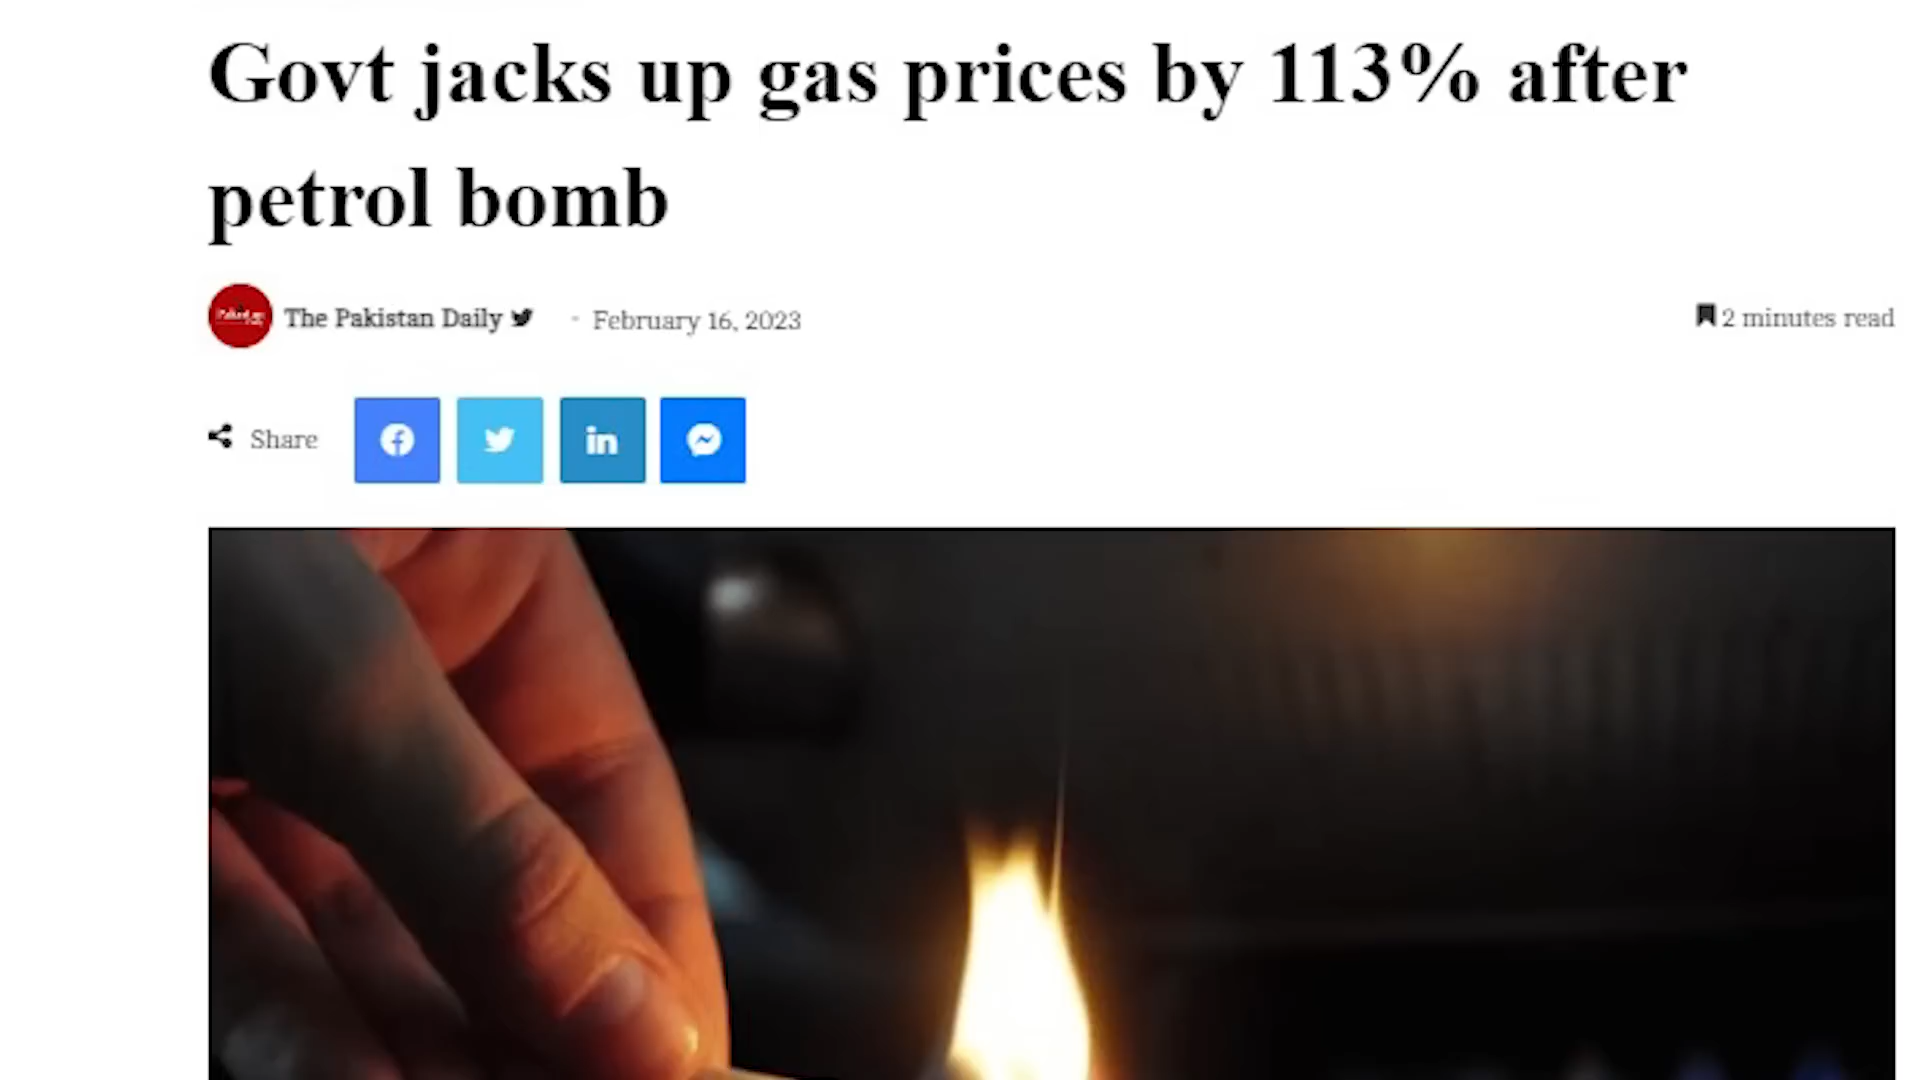 Govt jacks up gas prices by 113% after
petrol bomb
The Pakistan Daily - February 16, 2023
2 minutes read
Share
in